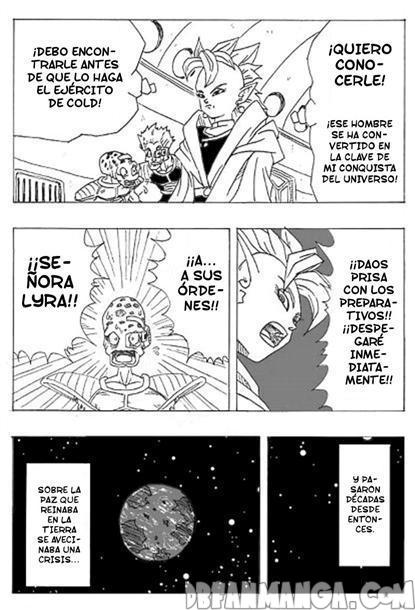 ¡QUIERO
CONO-
CERLE!
¡ESE HOMBRE
SE HA CON-
VERTIDO EN
LA CLAVE DE
MI CONQUISTA
DEL UNIVERSO!
¡DEBO ENCON-
TRARLE ANTES
DE QUE LO HAGA
EL EJÉRCITO
DE COLD!
¡¡DAOS
PRISA
CON LOS
PREPARA-
TIVOS!!
¡¡DESPE-
GARÉ
INME-
DIATA-
MENTE!!
¡¡A...
A SUS
ÓRDE-
NES!!
¡¡SE-
ÑORA
LYRA!!
Y PA-
SARON
DÉCADAS
DESDE
ENTON-
CES.
SOBRE LA
PAZ QUE
REINABA
EN LA
TIERRA
SE AVECI-
NABA UNA
CRISIS...
DBFANMANGA.COM